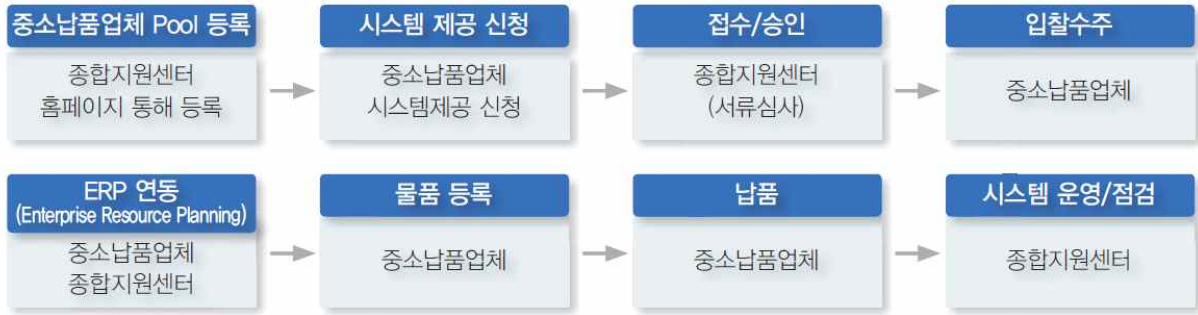 중소납품업체 Pool 등록
종합지원센터
홈페이지 통해 등록
시스템 제공 신청
중소납품업체
시스템제공 신청
접수/승인
종합지원센터
(서류심사)
입찰수주
중소납품업체
ERP 연동
(Enterprise Resource Planning)
중소납품업체
종합지원센터
물품 등록
중소납품업체
납품
중소납품업체
시스템 운영/점검
종합지원센터